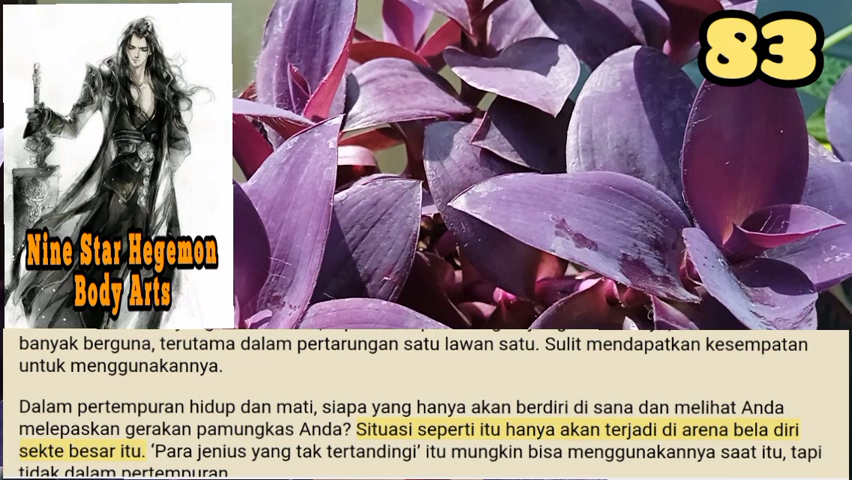 83
Nine Star Hegemon
Body Arts
banyak berguna, terutama dalam pertarungan satu lawan satu. Sulit mendapatkan kesempatan
untuk menggunakannya.
Dalam pertempuran hidup dan mati, siapa yang hanya akan berdiri di sana dan melihat Anda
melepaskan gerakan pamungkas Anda? Situasi seperti itu hanya akan terjadi di arena bela diri
sekte besar itu. ‘Para jenius yang tak tertandingi’ itu mungkin bisa menggunakannya saat itu, tapi
tidak dalam pertempuran